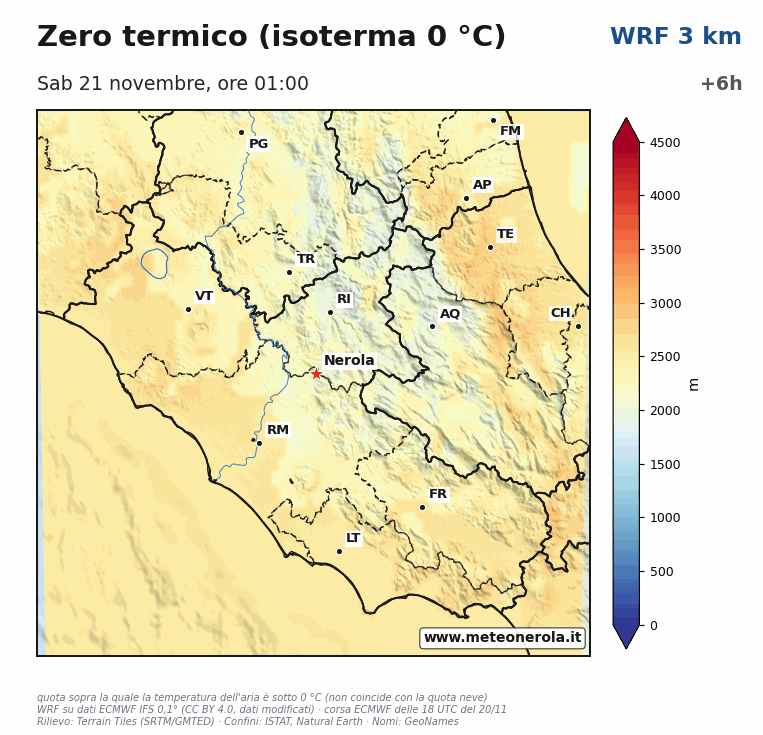 Zero termico (isoterma 0 °C)
WRF 3 km
Sab 21 novembre, ore 01:00
+6h
FM
PG
AP
TE
TR
VT
RI
AQ
CH
Nerola
RM
FR
LT
4500
4000
3500
3000
2500
2000
1500
1000
500
0
m
www.meteonerola.it
quota sopra la quale la temperatura dell'aria è sotto 0 °C (non coincide con la quota neve)
WRF su dati ECMWF IFS 0,1° (CC BY 4.0, dati modificati) · corsa ECMWF delle 18 UTC del 20/11
Rilievo: Terrain Tiles (SRTM/GMTED) · Confini: ISTAT, Natural Earth · Nomi: GeoNames